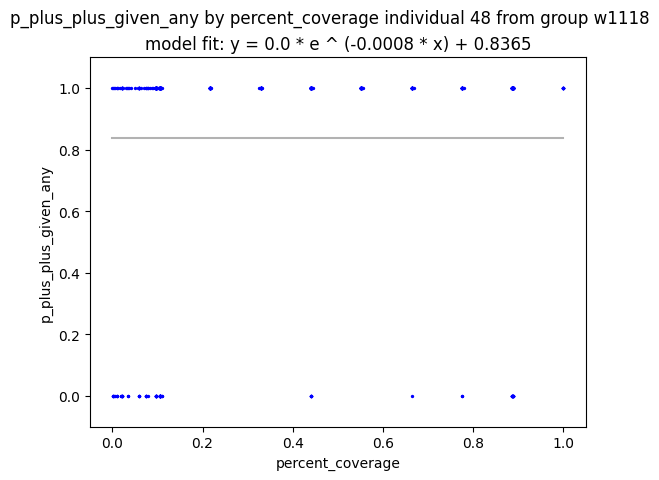 p_plus_plus_given_any by percent_coverage individual 48 from group w1118
model fit: y = 0.0 * e ^ (-0.0008 * x) + 0.8365
1.0
0.8
0.6
0.4
0.2
0.0
p_plus_plus_given_any
0.0 0.2 0.4 0.6 0.8 1.0
percent_coverage